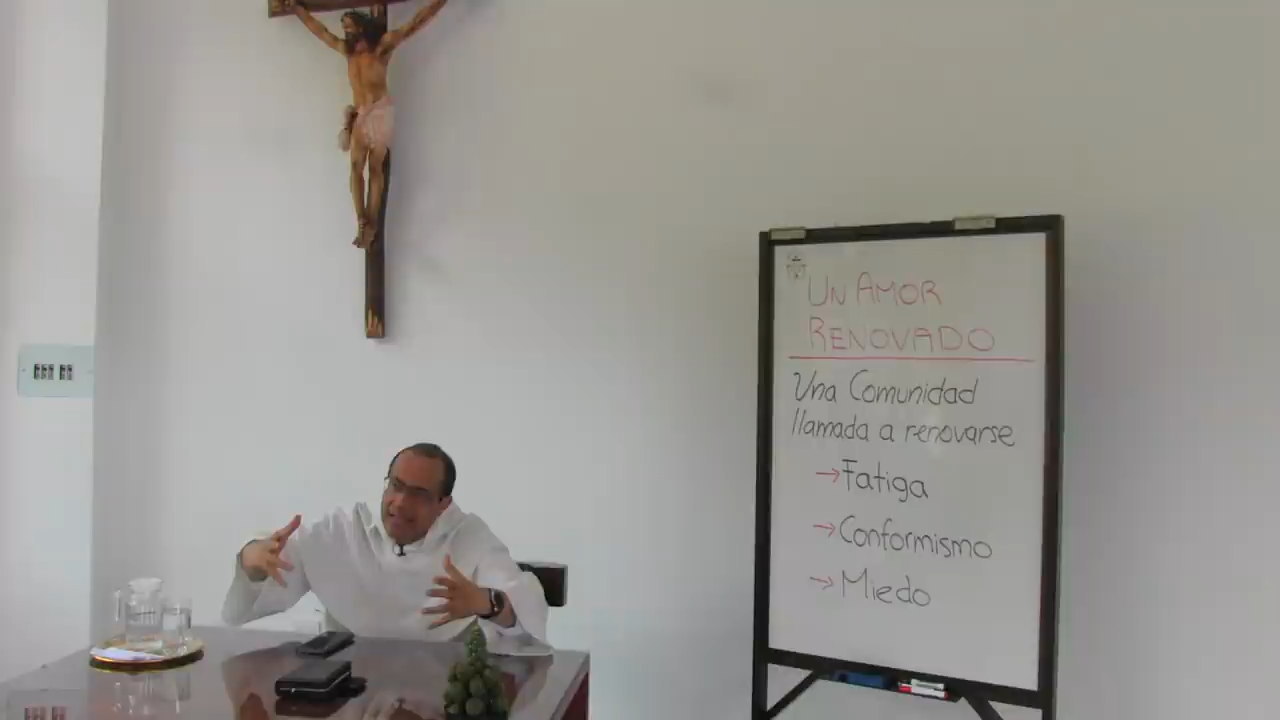 UN AMOR
RENOVADO
Una Comunidad
llamada a renovarse
→Fatiga
→Conformismo
→Miedo